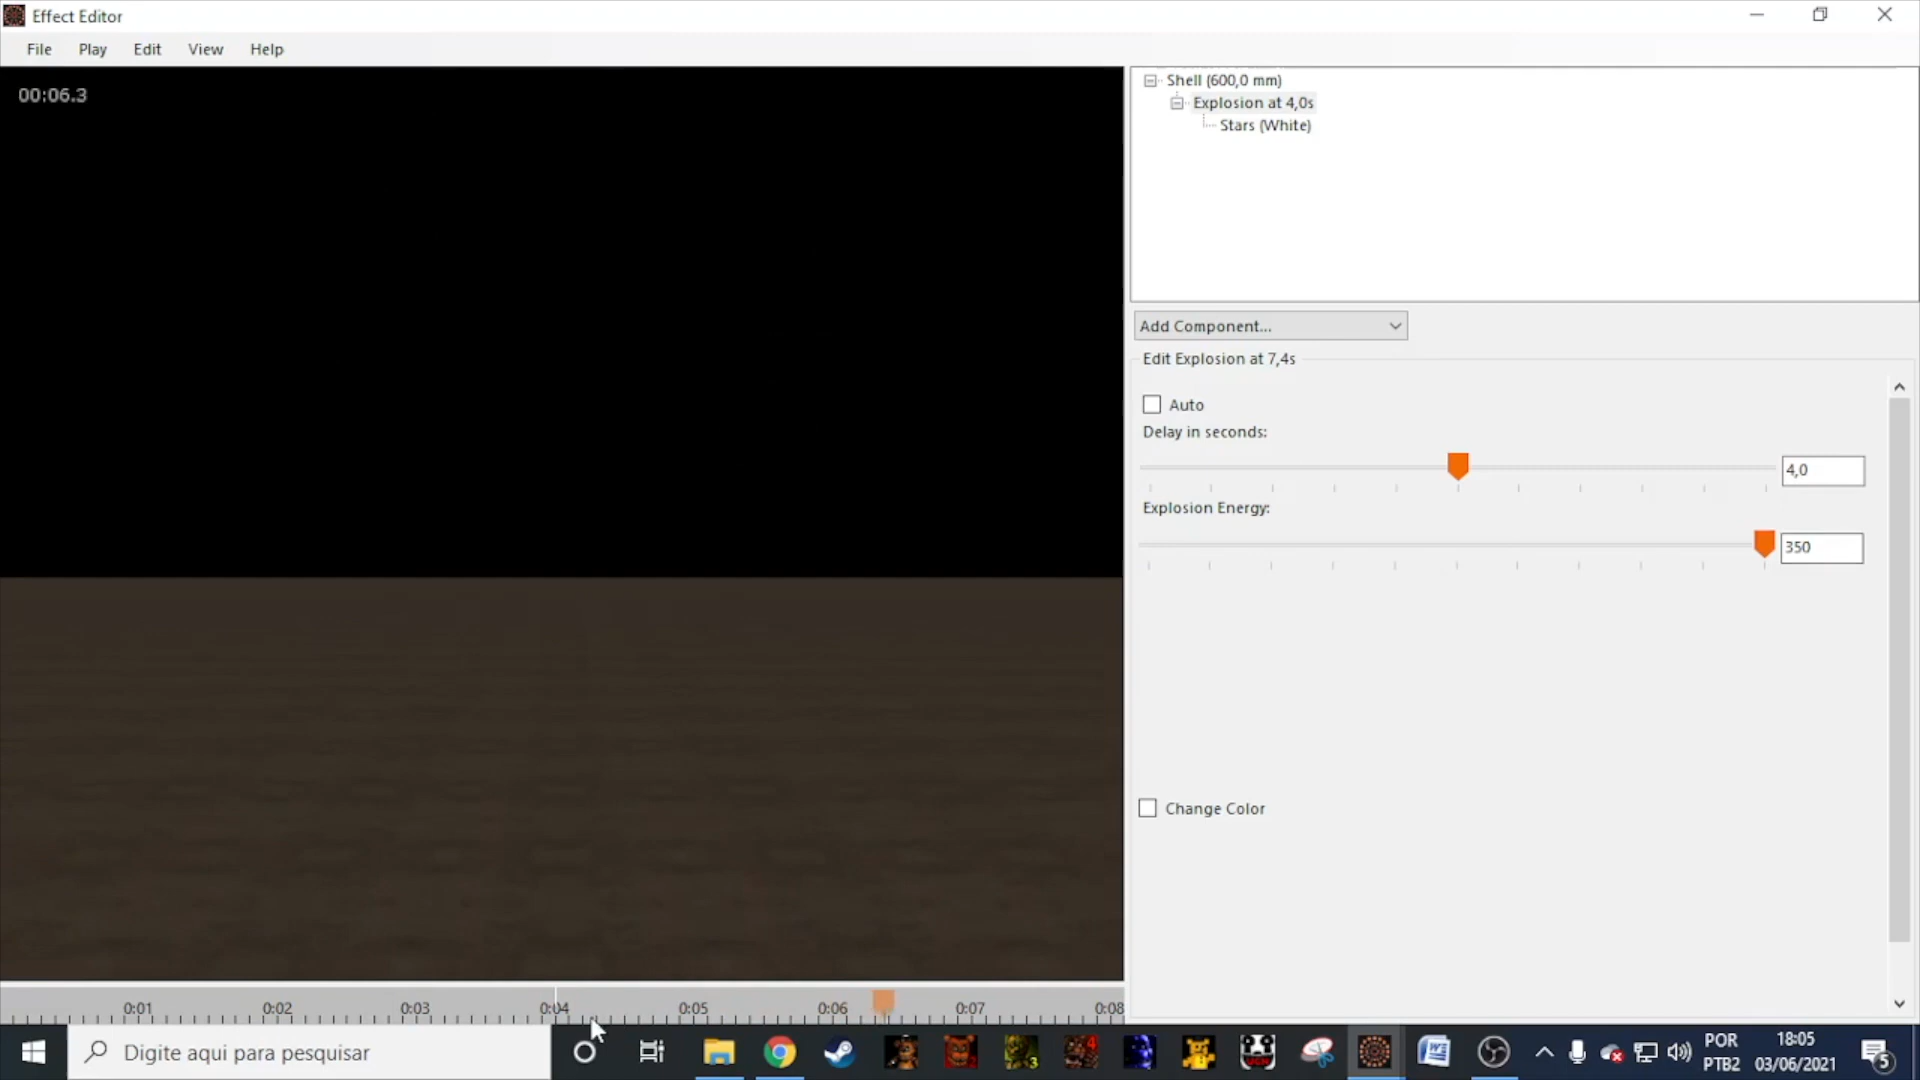 Effect Editor
File Play Edit View Help
00:06.3
Shell (600,0 mm)
Explosion at 4,0s
Stars (White)
Add Component...
Edit Explosion at 7,4s
Auto
Delay in seconds:
4,0
Explosion Energy:
350
Change Color
0:01 0:02 0:03 0:04 0:05 0:06 0:07 0:08
Digite aqui para pesquisar
POR
PTB2
18:05
03/06/2021
5